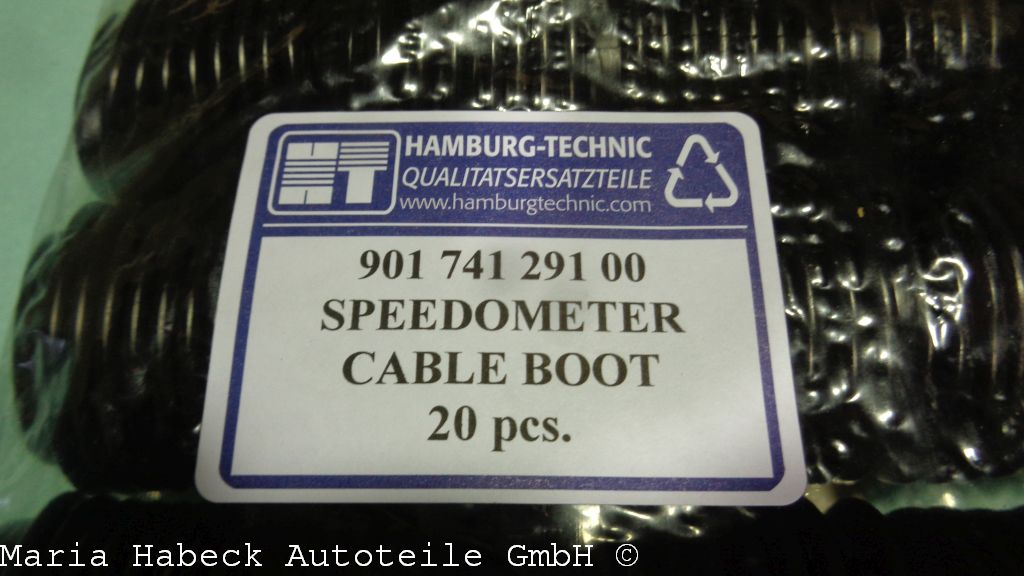 HT
HAMBURG-TECHNIC
QUALITATSERSATZTEILE
www.hamburgtechnic.com
901 741 291 00
SPEEDOMETER
CABLE BOOT
20 pcs.
Maria Habeck Autoteile GmbH ©